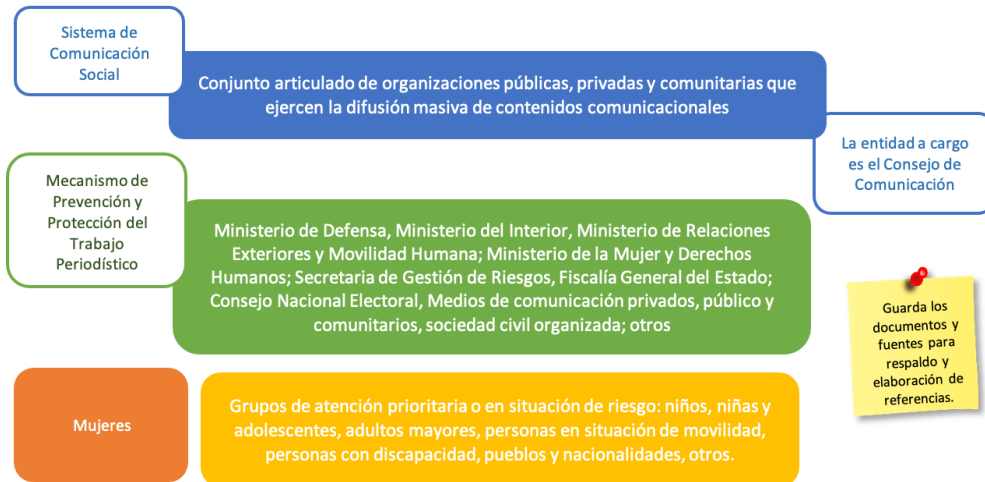 Sistema de
Comunicación
Social
Conjunto articulado de organizaciones públicas, privadas y comunitarias que
ejercen la difusión masiva de contenidos comunicacionales
La entidad a cargo
es el Consejo de
Comunicación
Mecanismo de
Prevención y
Protección del
Trabajo
Periodístico
Ministerio de Defensa, Ministerio del Interior, Ministerio de Relaciones
Exteriores y Movilidad Humana; Ministerio de la Mujer y Derechos
Humanos; Secretaria de Gestión de Riesgos, Fiscalía General del Estado;
Consejo Nacional Electoral, Medios de comunicación privados, público y
comunitarios, sociedad civil organizada; otros
Guarda los
documentos y
fuentes para
respaldo y
elaboración de
referencias.
Mujeres
Grupos de atención prioritaria o en situación de riesgo: niños, niñas y
adolescentes, adultos mayores, personas en situación de movilidad,
personas con discapacidad, pueblos y nacionalidades, otros.